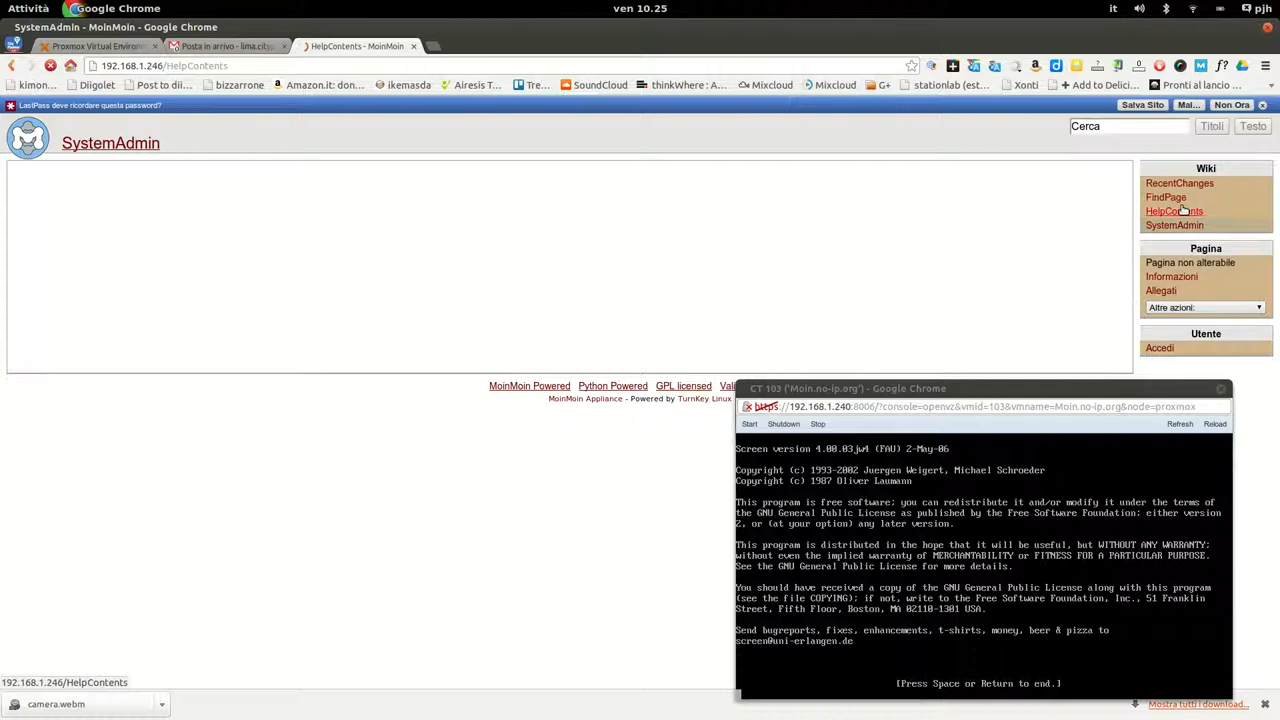 Attività
Google Chrome
ven 10.25
it
pjh
SystemAdmin - MoinMoin - Google Chrome
Proxmox Virtual Environm
Posta in arrivo - lima.city
HelpContents - MoinMoin
192.168.1.246/HelpContents
kimon...
Delphinet
Post to dii...
bizzarrone
Amazon.it: don...
ikemasda
Airesis T...
Tre...
SoundCloud
thinkWhere : A...
Mixcloud
Mixcloud
G+
stationlab (est...
Xonti
+ Add to Delici...
Pronti al lancio
LastPass deve ricordare questa password?
Salva Sito
Mai...
Non Ora
SystemAdmin
Cerca
Titoli
Testo
Wiki
RecentChanges
FindPage
HelpContents
SystemAdmin
Pagina
Pagina non alterabile
Informazioni
Allegati
Altre azioni:
Utente
Accedi
MoinMoin Powered
Python Powered
GPL licensed
Vali
MoinMoin Appliance - Powered by TurnKey Linux
CT 103 ('Moin.no-ip.org') - Google Chrome
https://192.168.1.240:8006/?console=openvz&vmid=103&vmname=Moin.no-ip.org&node=proxmox
Start
Shutdown
Stop
Refresh
Reload
Screen version 4.00.03jw4 (FAU) 2-May-06
Copyright (c) 1993-2002 Juergen Weigert, Michael Schroeder
Copyright (c) 1987 Oliver Laumann
This program is free software; you can redistribute it and/or modify it under the terms of
the GNU General Public License as published by the Free Software Foundation; either version
2, or (at your option) any later version.
This program is distributed in the hope that it will be useful, but WITHOUT ANY WARRANTY;
without even the implied warranty of MERCHANTABILITY or FITNESS FOR A PARTICULAR PURPOSE.
See the GNU General Public License for more details.
You should have received a copy of the GNU General Public License along with this program
(see the file COPYING); if not, write to the Free Software Foundation, Inc., 51 Franklin
Street, Fifth Floor, Boston, MA 02110-1301 USA.
Send bugreports, fixes, enhancements, t-shirts, money, beer & pizza to
screen@uni-erlangen.de
[Press Space or Return to end.]
192.168.1.246/HelpContents
camera.webm
Mostra tutti i download...